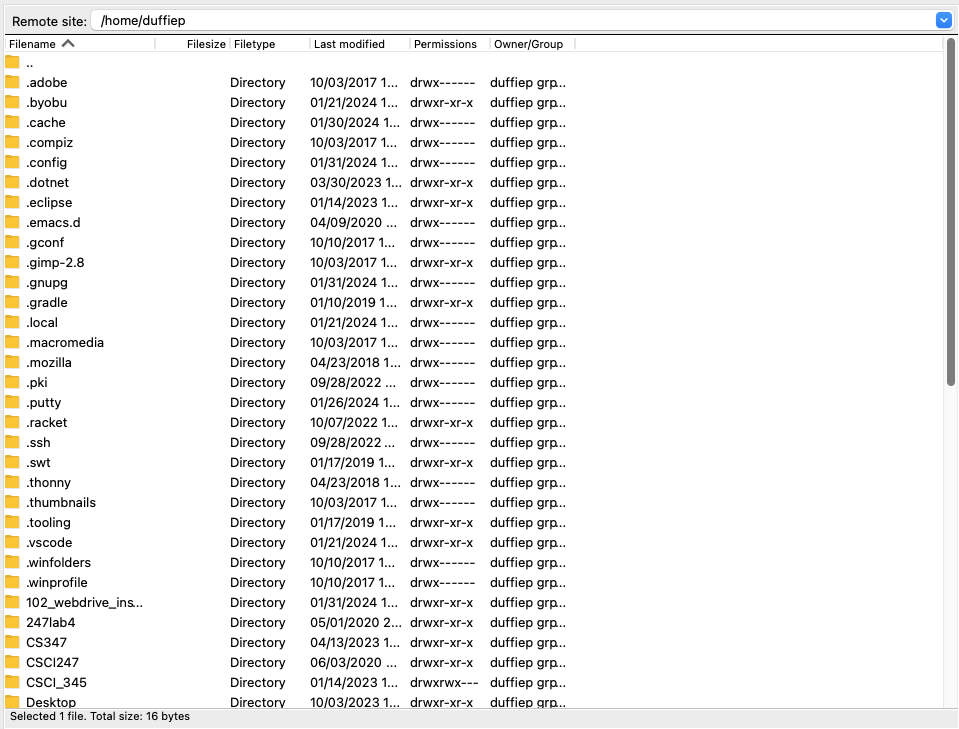 Remote site: /home/duffiep
Filename Filesize Filetype Last modified Permissions Owner/Group
..
.adobe Directory 10/03/2017 1... drwx------ duffiep grp...
.byobu Directory 01/21/2024 1... drwxr-xr-x duffiep grp...
.cache Directory 01/30/2024 1... drwx------ duffiep grp...
.compiz Directory 10/03/2017 1... drwx------ duffiep grp...
.config Directory 01/31/2024 1... drwx------ duffiep grp...
.dotnet Directory 03/30/2023 1... drwxr-xr-x duffiep grp...
.eclipse Directory 01/14/2023 1... drwxr-xr-x duffiep grp...
.emacs.d Directory 04/09/2020 ... drwx------ duffiep grp...
.gconf Directory 10/10/2017 1... drwx------ duffiep grp...
.gimp-2.8 Directory 10/03/2017 1... drwxr-xr-x duffiep grp...
.gnupg Directory 01/31/2024 1... drwx------ duffiep grp...
.gradle Directory 01/10/2019 1... drwxr-xr-x duffiep grp...
.local Directory 01/21/2024 1... drwx------ duffiep grp...
.macromedia Directory 10/03/2017 1... drwx------ duffiep grp...
.mozilla Directory 04/23/2018 1... drwx------ duffiep grp...
.pki Directory 09/28/2022 ... drwx------ duffiep grp...
.putty Directory 01/26/2024 1... drwx------ duffiep grp...
.racket Directory 10/07/2022 1... drwxr-xr-x duffiep grp...
.ssh Directory 09/28/2022 ... drwx------ duffiep grp...
.swt Directory 01/17/2019 1... drwxr-xr-x duffiep grp...
.thonny Directory 04/23/2018 1... drwx------ duffiep grp...
.thumbnails Directory 10/03/2017 1... drwx------ duffiep grp...
.tooling Directory 01/17/2019 1... drwxr-xr-x duffiep grp...
.vscode Directory 01/21/2024 1... drwxr-xr-x duffiep grp...
.winfolders Directory 10/10/2017 1... drwx------ duffiep grp...
.winprofile Directory 10/10/2017 1... drwx------ duffiep grp...
102_webdrive_ins... Directory 01/31/2024 1... drwxr-xr-x duffiep grp...
247lab4 Directory 05/01/2020 2... drwxr-xr-x duffiep grp...
CS347 Directory 04/13/2023 1... drwxr-xr-x duffiep grp...
CSCI247 Directory 06/03/2020 ... drwxr-xr-x duffiep grp...
CSCI_345 Directory 01/14/2023 1... drwxrwx--- duffiep grp...
Desktop Directory 10/03/2023 1... drwxr-xr-x duffiep grp...
Selected 1 file. Total size: 16 bytes